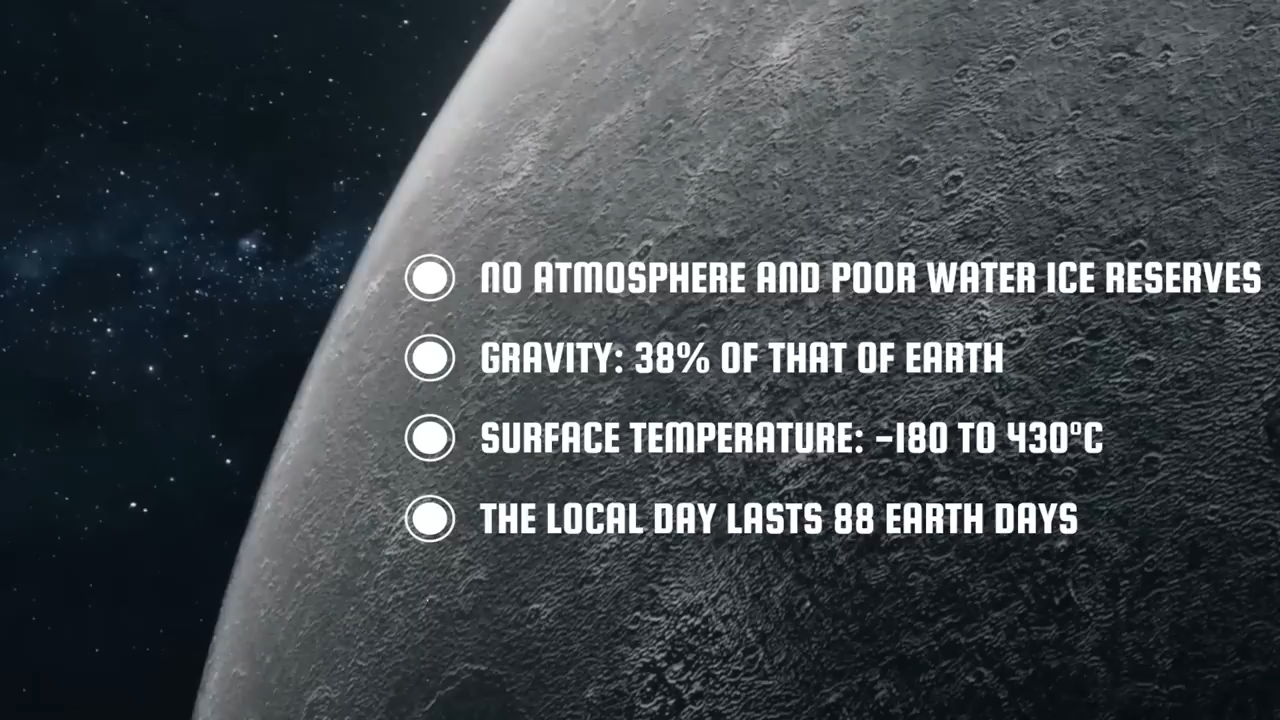 NO ATMOSPHERE AND POOR WATER ICE RESERVES
GRAVITY: 38% OF THAT OF EARTH
SURFACE TEMPERATURE: -180 TO 430°C
THE LOCAL DAY LASTS 88 EARTH DAYS